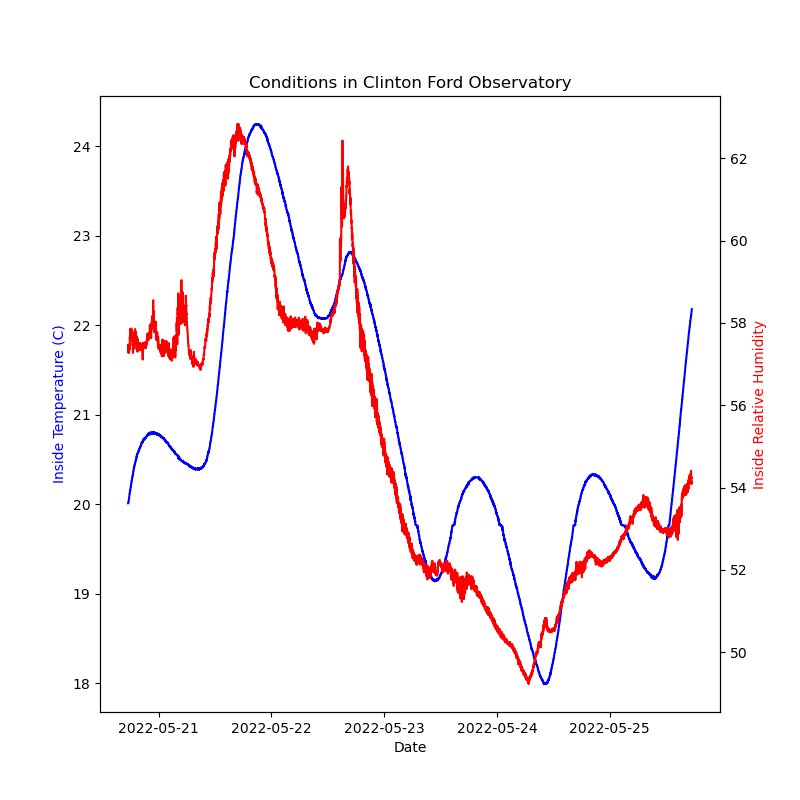 Conditions in Clinton Ford Observatory
24
23
22
21
20
19
18
Inside Temperature (C)
62
60
58
56
54
52
50
Inside Relative Humidity
2022-05-21 2022-05-22 2022-05-23 2022-05-24 2022-05-25
Date